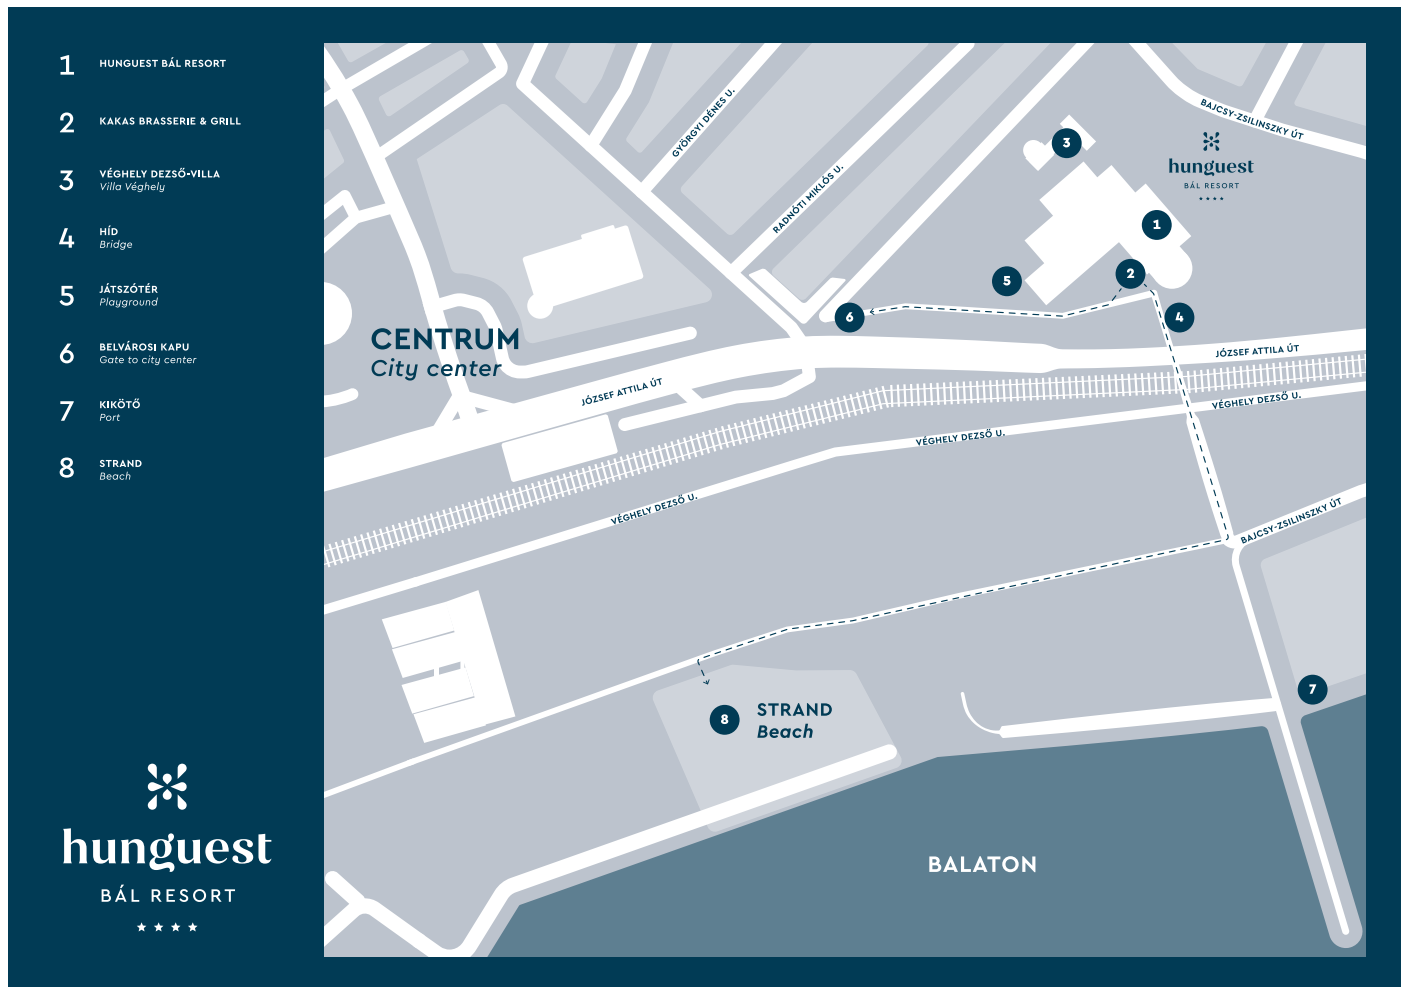 1 HUNGUEST BÁL RESORT
2 KAKAS BRASSERIE & GRILL
3 VÉGHELY DEZSŐ-VILLA
Villa Véghely
4 HÍD
Bridge
5 JÁTSZÓTÉR
Playground
6 BELVÁROSI KAPU
Gate to city center
7 KIKÖTŐ
Port
8 STRAND
Beach
hunguest
BÁL RESORT
BAJCSY-ZSILINSZKY ÚT
GYÖRGYI DÉNES U.
RADNÓTI MIKLÓS U.
3
hunguest
BÁL RESORT
1
2
5
6
4
CENTRUM
City center
JÓZSEF ATTILA ÚT
JÓZSEF ATTILA ÚT
VÉGHELY DEZSŐ U.
VÉGHELY DEZSŐ U.
VÉGHELY DEZSŐ U.
BAJCSY-ZSILINSZKY ÚT
7
8
STRAND
Beach
BALATON